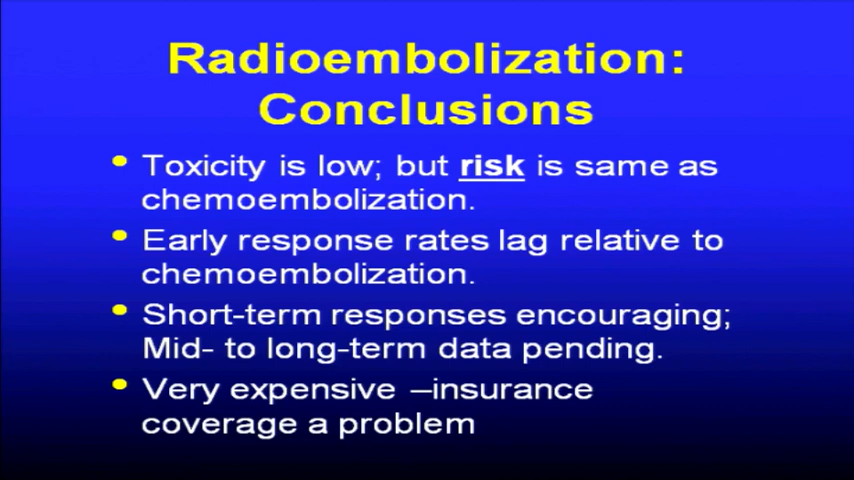 Radioembolization:
Conclusions
• Toxicity is low; but risk is same as
chemoembolization.
• Early response rates lag relative to
chemoembolization.
• Short-term responses encouraging;
Mid- to long-term data pending.
• Very expensive –insurance
coverage a problem